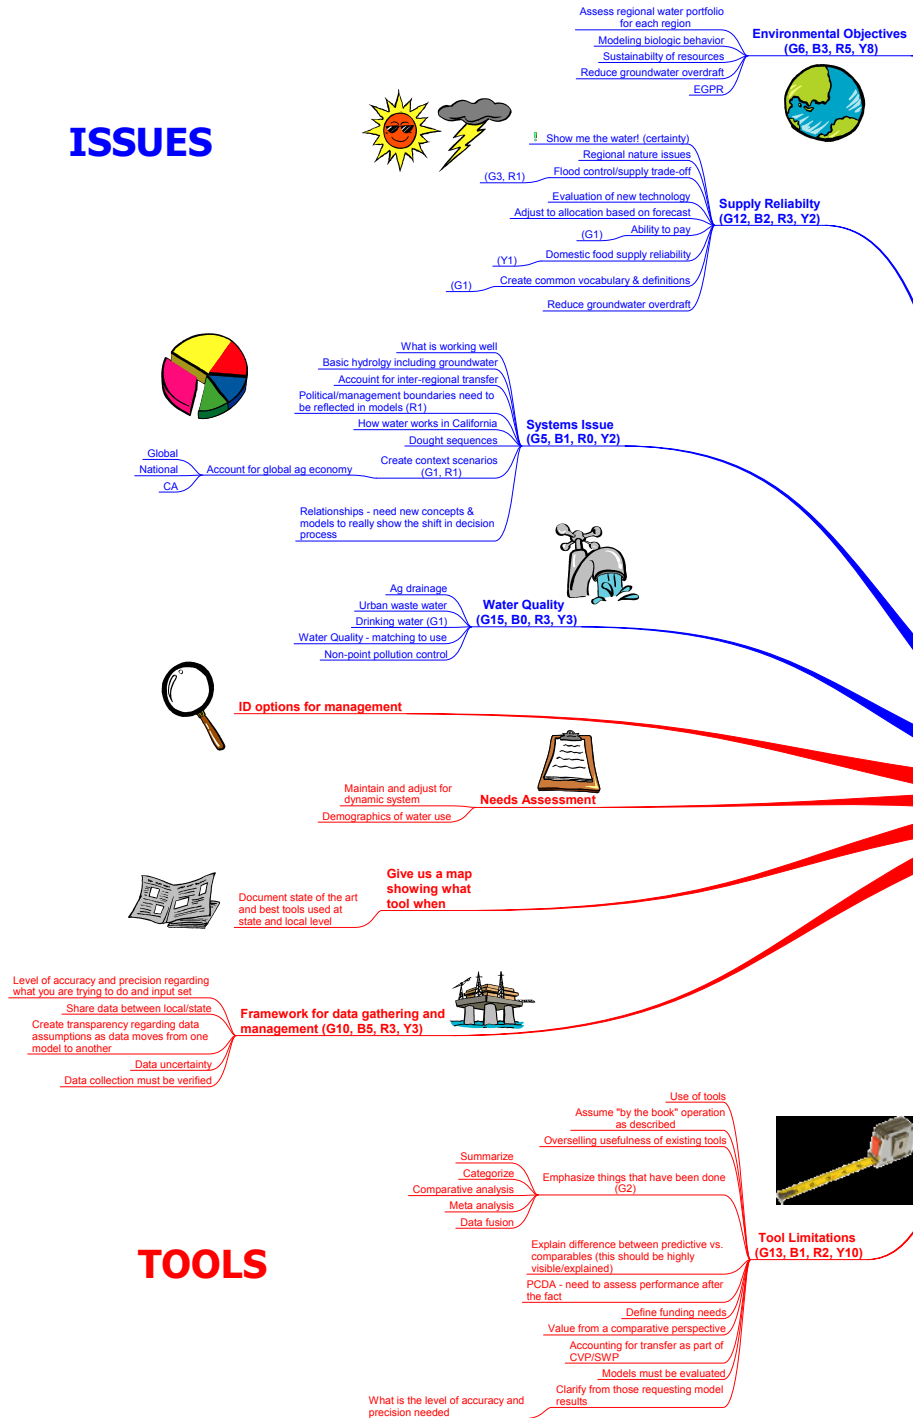 Assess regional water portfolio
for each region
Modeling biologic behavior
Sustainabilty of resources
Reduce groundwater overdraft
EGPR
Environmental Objectives
(G6, B3, R5, Y8)
ISSUES
! Show me the water! (certainty)
Regional nature issues
(G3, R1)
Flood control/supply trade-off
Evaluation of new technology
Adjust to allocation based on forecast
(G1)
Ability to pay
(Y1)
Domestic food supply reliability
(G1)
Create common vocabulary & definitions
Reduce groundwater overdraft
Supply Reliabilty
(G12, B2, R3, Y2)
What is working well
Basic hydrolgy including groundwater
Acciount for inter-regional transfer
Political/management boundaries need to
be reflected in models (R1)
How water works in California
Dought sequences
Global
National
CA
Account for global ag economy
Create context scenarios
(G1, R1)
Relationships - need new concepts &
models to really show the shift in decision
process
Systems Issue
(G5, B1, R0, Y2)
Ag drainage
Urban waste water
Drinking water (G1)
Water Quality - matching to use
Non-point pollution control
Water Quality
(G15, B0, R3, Y3)
ID options for management
Maintain and adjust for
dynamic system
Demographics of water use
Needs Assessment
Document state of the art
and best tools used at
state and local level
Give us a map
showing what
tool when
Level of accuracy and precision regarding
what you are trying to do and input set
Share data between local/state
Create transparency regarding data
assumptions as data moves from one
model to another
Data uncertainty
Data collection must be verified
Framework for data gathering and
management (G10, B5, R3, Y3)
Use of tools
Assume "by the book" operation
as described
Overselling usefulness of existing tools
Summarize
Categorize
Comparative analysis
Meta analysis
Data fusion
Emphasize things that have been done
(G2)
Explain difference between predictive vs.
comparables (this should be highly
visible/explained)
PCDA - need to assess performance after
the fact
Define funding needs
Value from a comparative perspective
Accounting for transfer as part of
CVP/SWP
Models must be evaluated
What is the level of accuracy and
precision needed
Clarify from those requesting model
results
Tool Limitations
(G13, B1, R2, Y10)
TOOLS